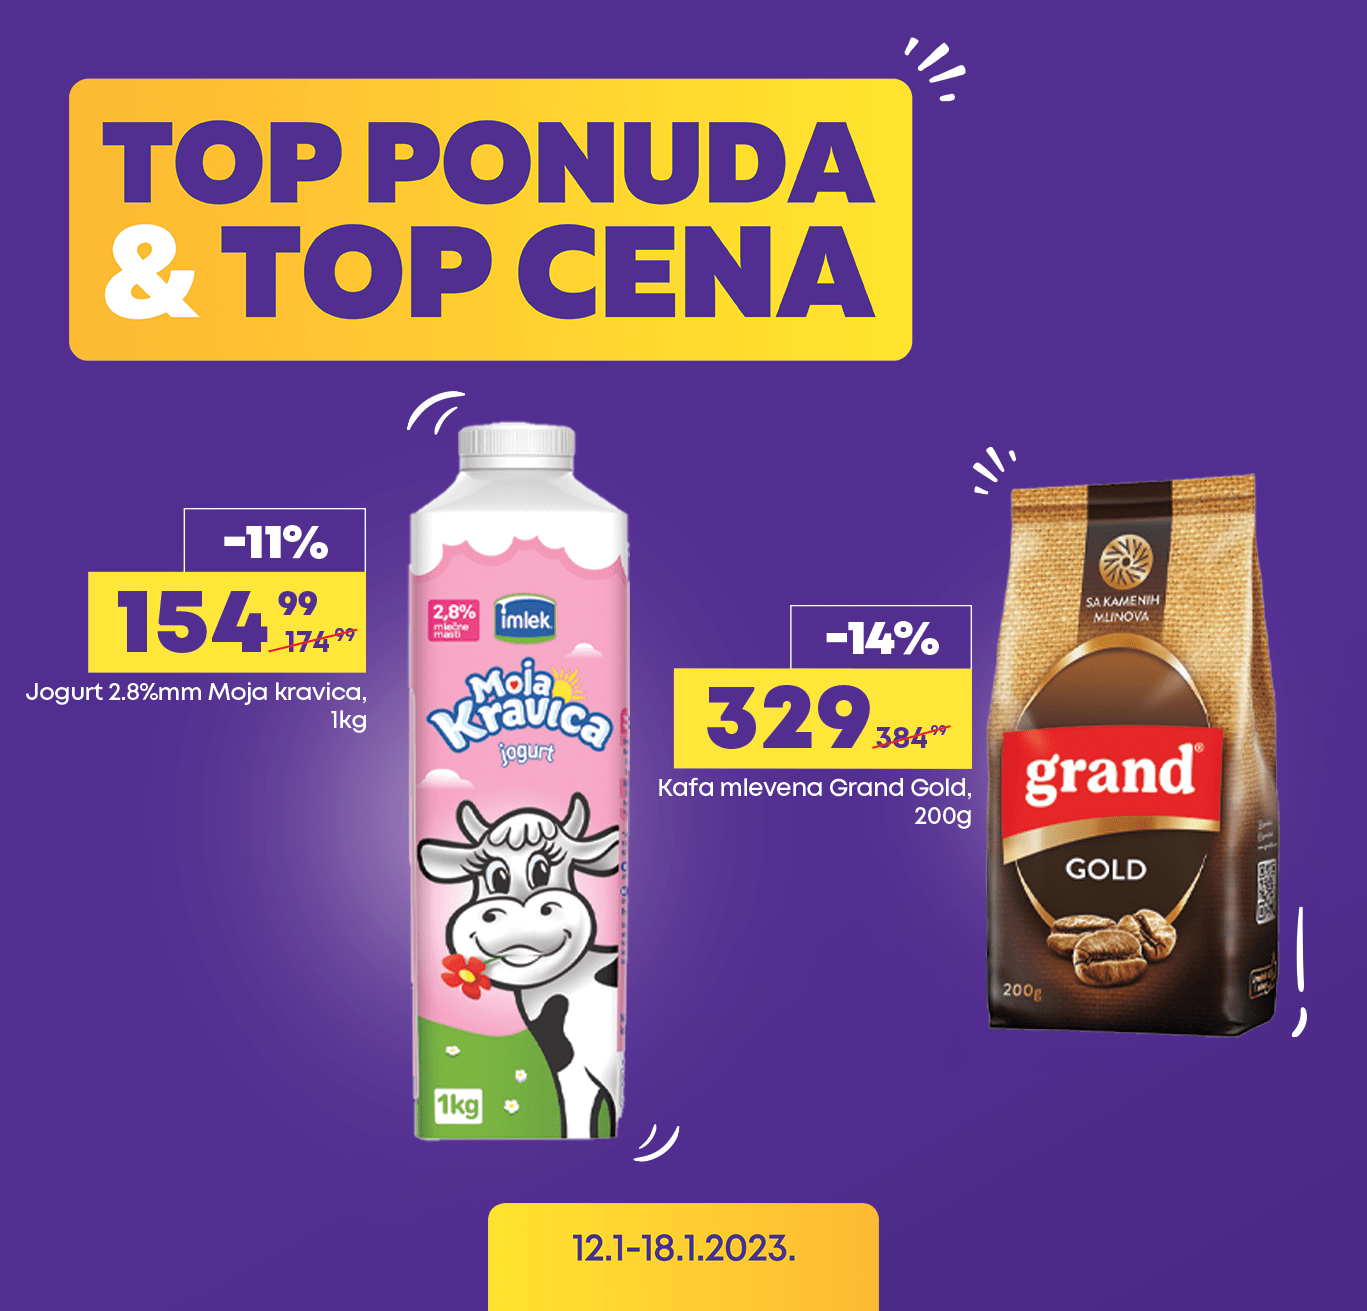 TOP PONUDA
& TOP CENA
-11%
154 99
174 99
Jogurt 2.8%mm Moja kravica,
1kg
2,8%
mlečne
masti
imlek
Moja
Kravica
jogurt
1kg
-14%
329
384 99
Kafa mlevena Grand Gold,
200g
SA KAMENIH
MLINOVA
grand®
GOLD
200g
12.1-18.1.2023.